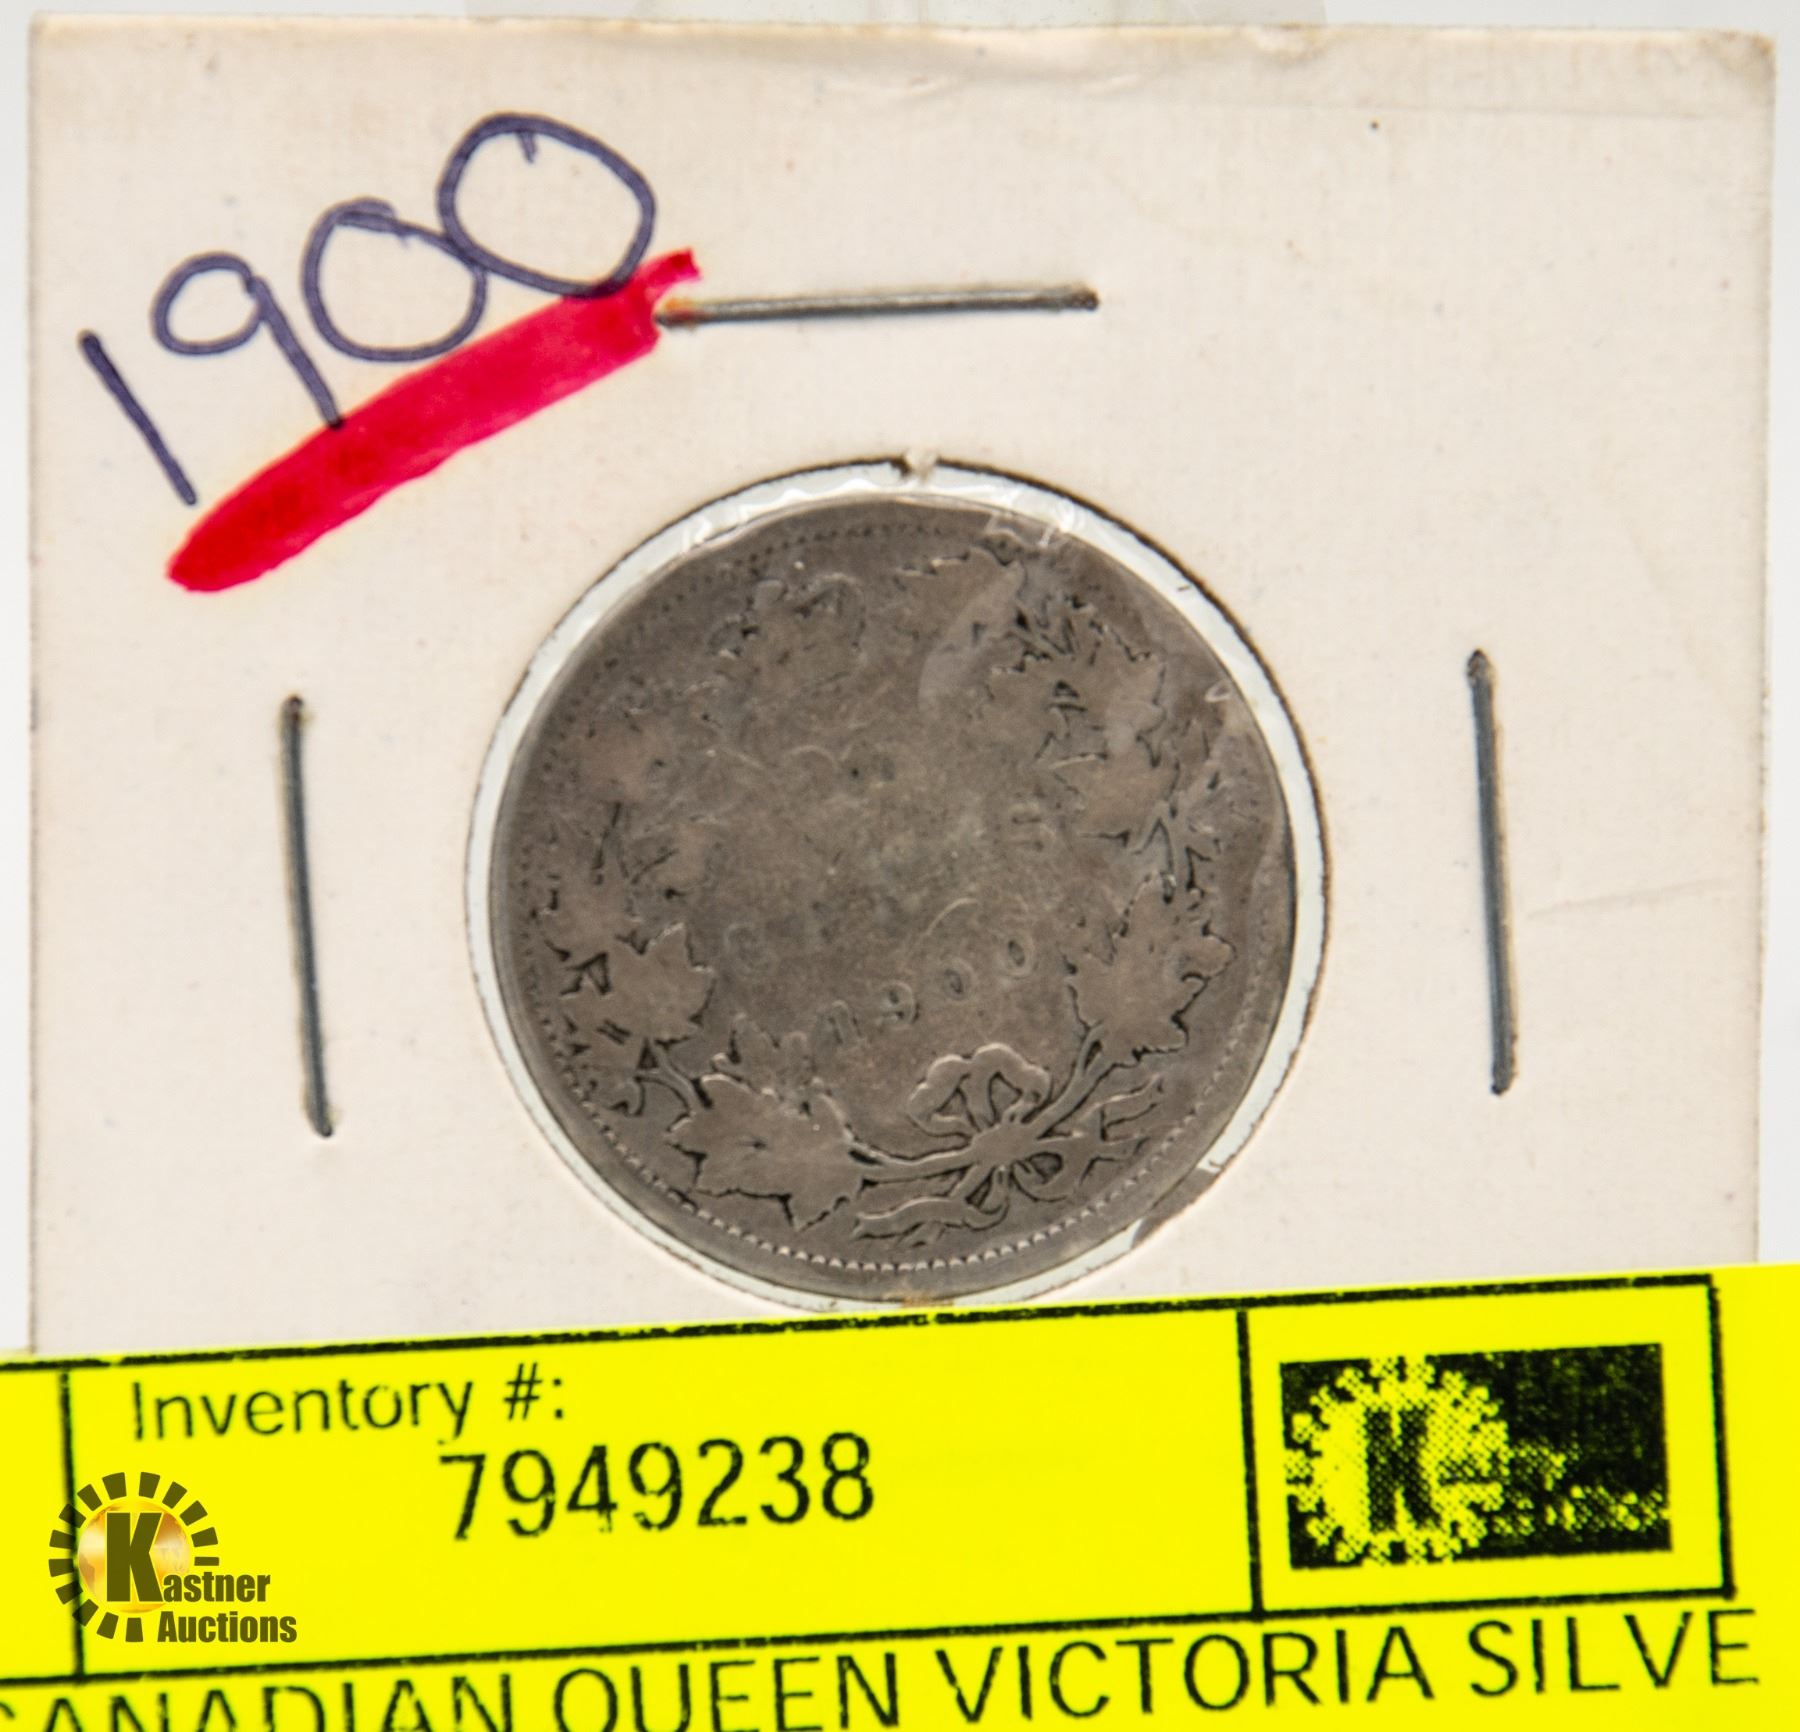 1900
1900
Inventory #:
7949238
K
Kastner
Auctions
CANADIAN QUEEN VICTORIA SILVE